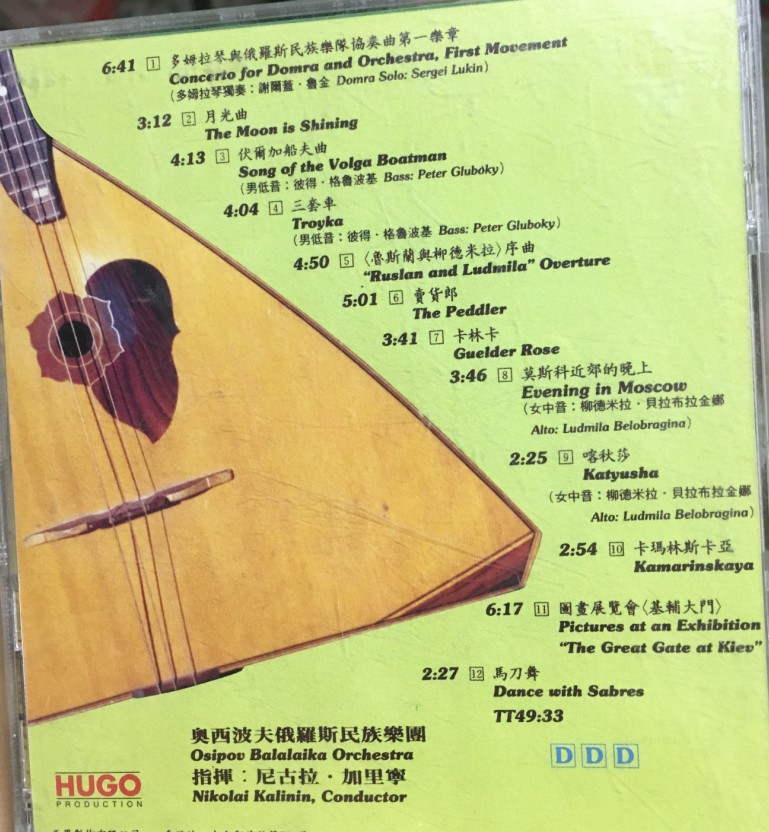 6:41 1 多姆拉琴與俄羅斯民族樂隊協奏曲第一樂章
Concerto for Domra and Orchestra, First Movement
(多姆拉琴獨奏：謝爾蓋·魯金 Domra Solo: Sergei Lukin)
3:12 2 月光曲
The Moon is Shining
4:13 3 伏爾加船夫曲
Song of the Volga Boatman
(男低音：彼得·格魯波基 Bass: Peter Gluboky)
4:04 4 三套車
Troyka
(男低音：彼得·格魯波基 Bass: Peter Gluboky)
4:50 5 〈魯斯蘭與柳德米拉〉序曲
"Ruslan and Ludmila" Overture
5:01 6 賣貨郎
The Peddler
3:41 7 卡林卡
Guelder Rose
3:46 8 莫斯科近郊的晚上
Evening in Moscow
(女中音：柳德米拉·貝拉布拉金娜
Alto: Ludmila Belobragina)
2:25 9 喀秋莎
Katyusha
(女中音：柳德米拉·貝拉布拉金娜
Alto: Ludmila Belobragina)
2:54 10 卡瑪林斯卡亞
Kamarinskaya
6:17 11 圖畫展覽會〈基輔大門〉
Pictures at an Exhibition
"The Great Gate at Kiev"
2:27 12 馬刀舞
Dance with Sabres
TT49:33
DDD
奧西波夫俄羅斯民族樂團
Osipov Balalaika Orchestra
指揮：尼古拉·加里寧
Nikolai Kalinin, Conductor
HUGO
PRODUCTION